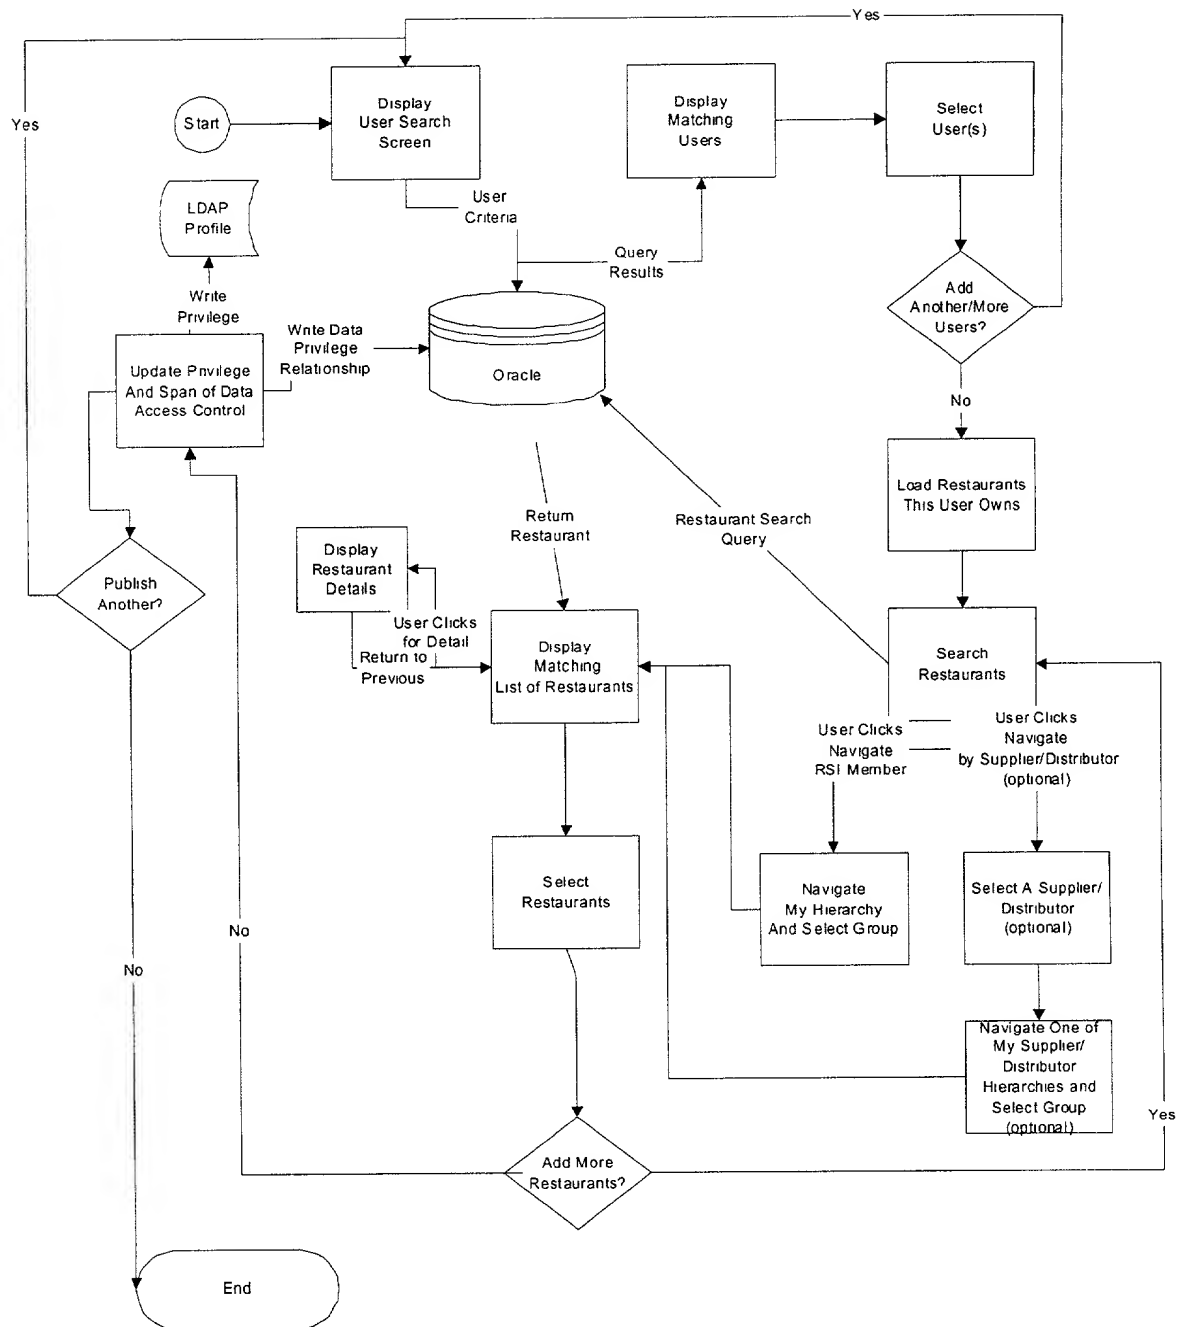 Yes
Yes
Start
Display
User Search
Screen
Display
Matching
Users
Select
User(s)
LDAP
Profile
User
Criteria
Query
Results
Write
Privilege
Write Data
Privilege
Relationship
Add
Another/More
Users?
Update Privilege
And Span of Data
Access Control
Oracle
No
Load Restaurants
This User Owns
Return
Restaurant
Restaurant Search
Query
Display
Restaurant
Details
Publish
Another?
User Clicks
for Detail
Return to
Previous
Display
Matching
List of Restaurants
Search
Restaurants
User Clicks
Navigate
RSI Member
User Clicks
Navigate
by Supplier/Distributor
(optional)
Select
Restaurants
Navigate
My Hierarchy
And Select Group
Select A Supplier/
Distributor
(optional)
No
No
Navigate One of
My Supplier/
Distributor
Hierarchies and
Select Group
(optional)
Yes
Add More
Restaurants?
End